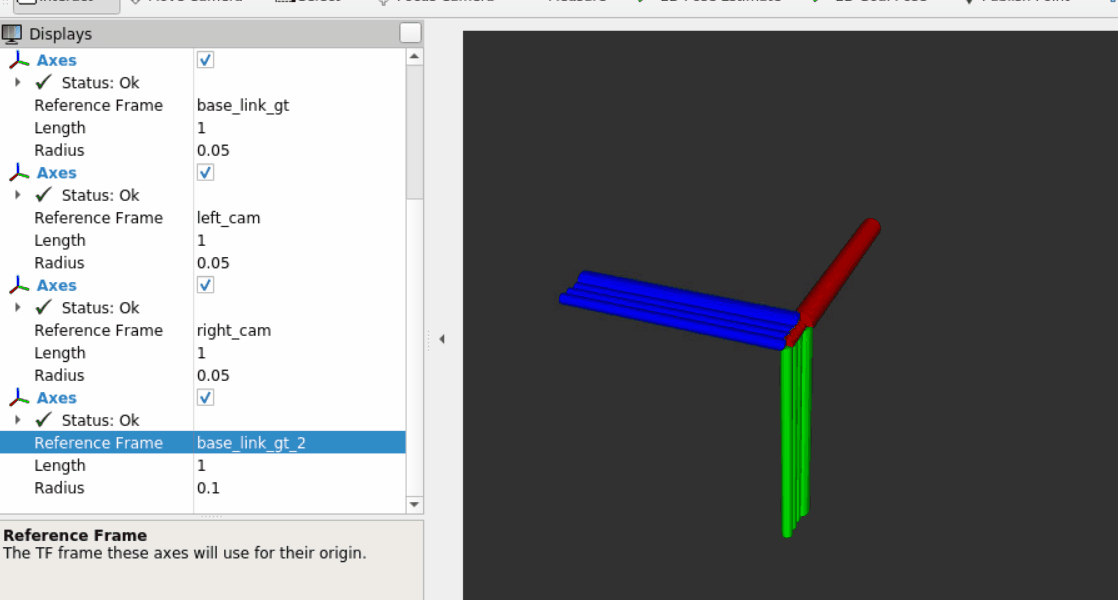 Displays
Axes
Status: Ok
Reference Frame base_link_gt
Length 1
Radius 0.05
Axes
Status: Ok
Reference Frame left_cam
Length 1
Radius 0.05
Axes
Status: Ok
Reference Frame right_cam
Length 1
Radius 0.05
Axes
Status: Ok
Reference Frame base_link_gt_2
Length 1
Radius 0.1
Reference Frame
The TF frame these axes will use for their origin.